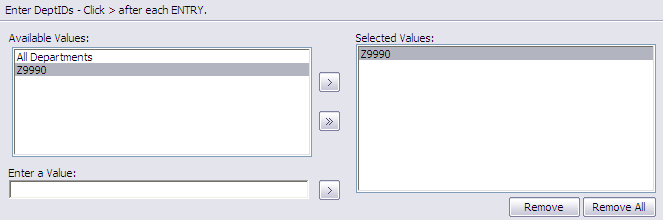 Enter DeptIDs - Click > after each ENTRY.
Available Values:
All Departments
Z9990
>
»
Enter a Value:
>
Selected Values:
Z9990
Remove Remove All